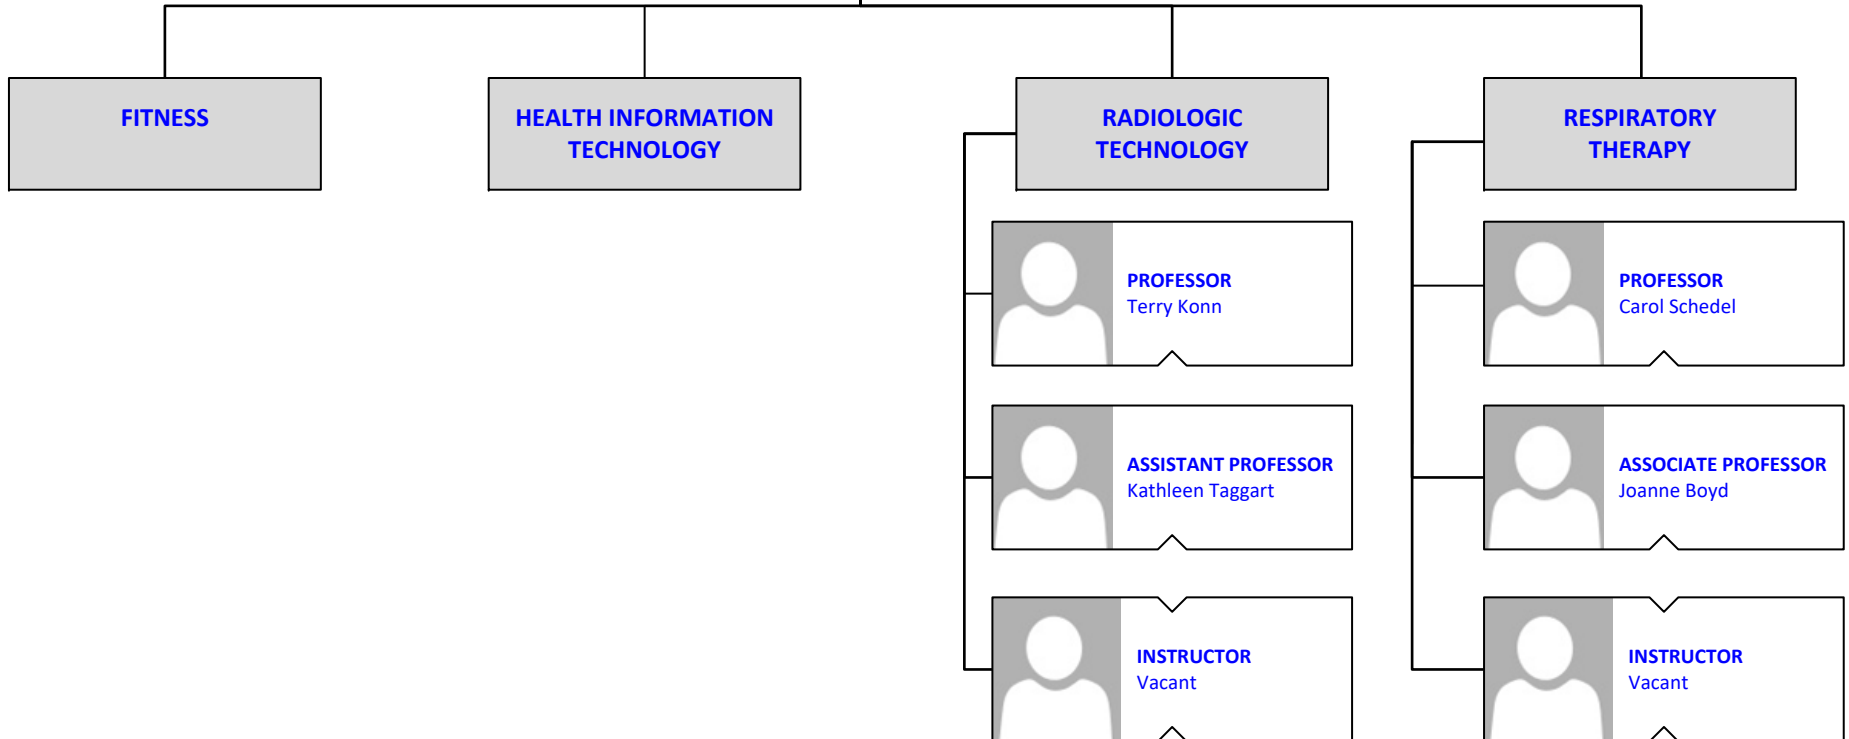 FITNESS
HEALTH INFORMATION
TECHNOLOGY
RADIOLOGIC
TECHNOLOGY
RESPIRATORY
THERAPY
PROFESSOR
Terry Konn
PROFESSOR
Carol Schedel
ASSISTANT PROFESSOR
Kathleen Taggart
ASSOCIATE PROFESSOR
Joanne Boyd
INSTRUCTOR
Vacant
INSTRUCTOR
Vacant